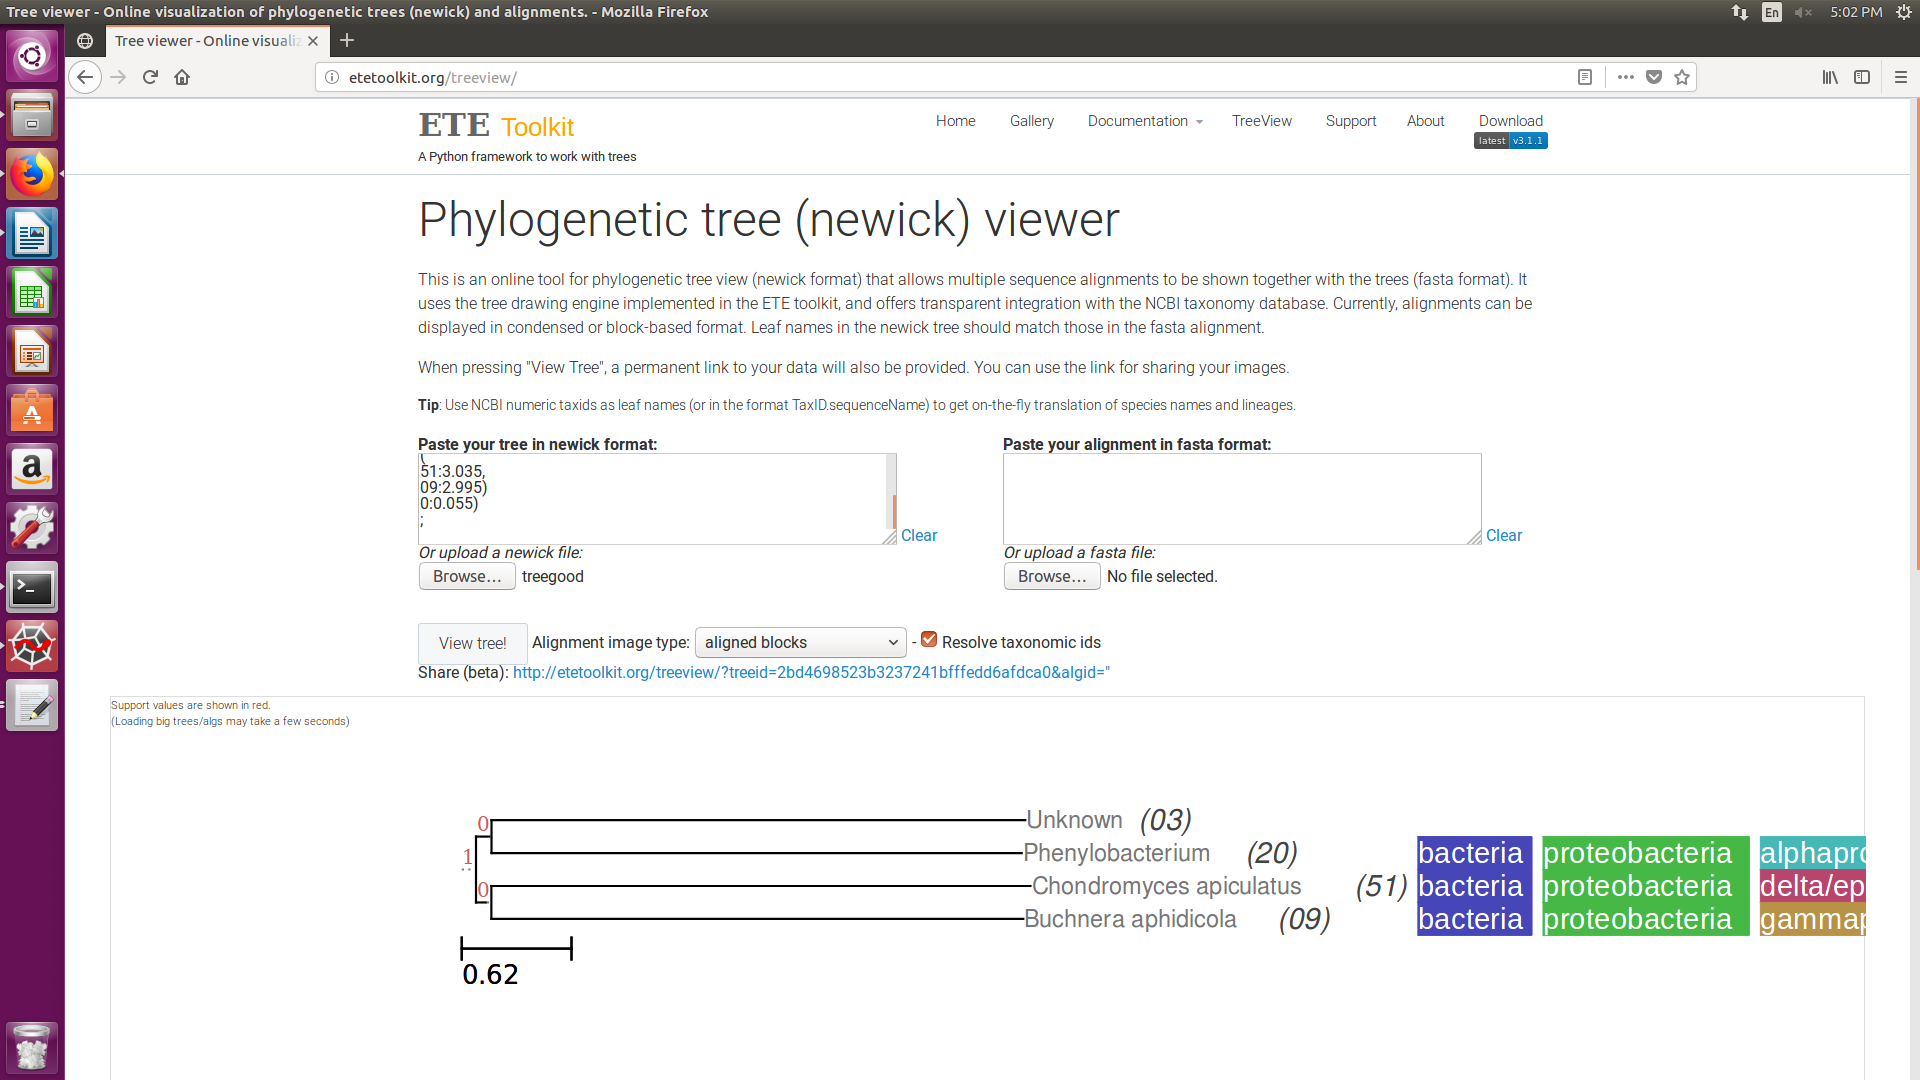 Tree viewer - Online visualization of phylogenetic trees (newick) and alignments. - Mozilla Firefox
En
5:02 PM
Tree viewer - Online visualiz
etetoolkit.org/treeview/
ETE Toolkit
A Python framework to work with trees
Home
Gallery
Documentation
TreeView
Support
About
Download
latest v3.1.1
Phylogenetic tree (newick) viewer
This is an online tool for phylogenetic tree view (newick format) that allows multiple sequence alignments to be shown together with the trees (fasta format). It
uses the tree drawing engine implemented in the ETE toolkit, and offers transparent integration with the NCBI taxonomy database. Currently, alignments can be
displayed in condensed or block-based format. Leaf names in the newick tree should match those in the fasta alignment.
When pressing "View Tree", a permanent link to your data will also be provided. You can use the link for sharing your images.
Tip: Use NCBI numeric taxids as leaf names (or in the format TaxID.sequenceName) to get on-the-fly translation of species names and lineages.
Paste your tree in newick format:
(
51:3.035,
09:2.995)
0:0.055)
;
Clear
Or upload a newick file:
Browse... treegood
Paste your alignment in fasta format:
Clear
Or upload a fasta file:
Browse... No file selected.
View tree! Alignment image type: aligned blocks - Resolve taxonomic ids
Share (beta): http://etetoolkit.org/treeview/?treeid=2bd4698523b3237241bfffedd6afdca0&algid="
Support values are shown in red.
(Loading big trees/algs may take a few seconds)
0 Unknown (03)
Phenylobacterium (20) bacteria proteobacteria alphapro
1
0 Chondromyces apiculatus (51) bacteria proteobacteria delta/ep
Buchnera aphidicola (09) bacteria proteobacteria gammap
0.62